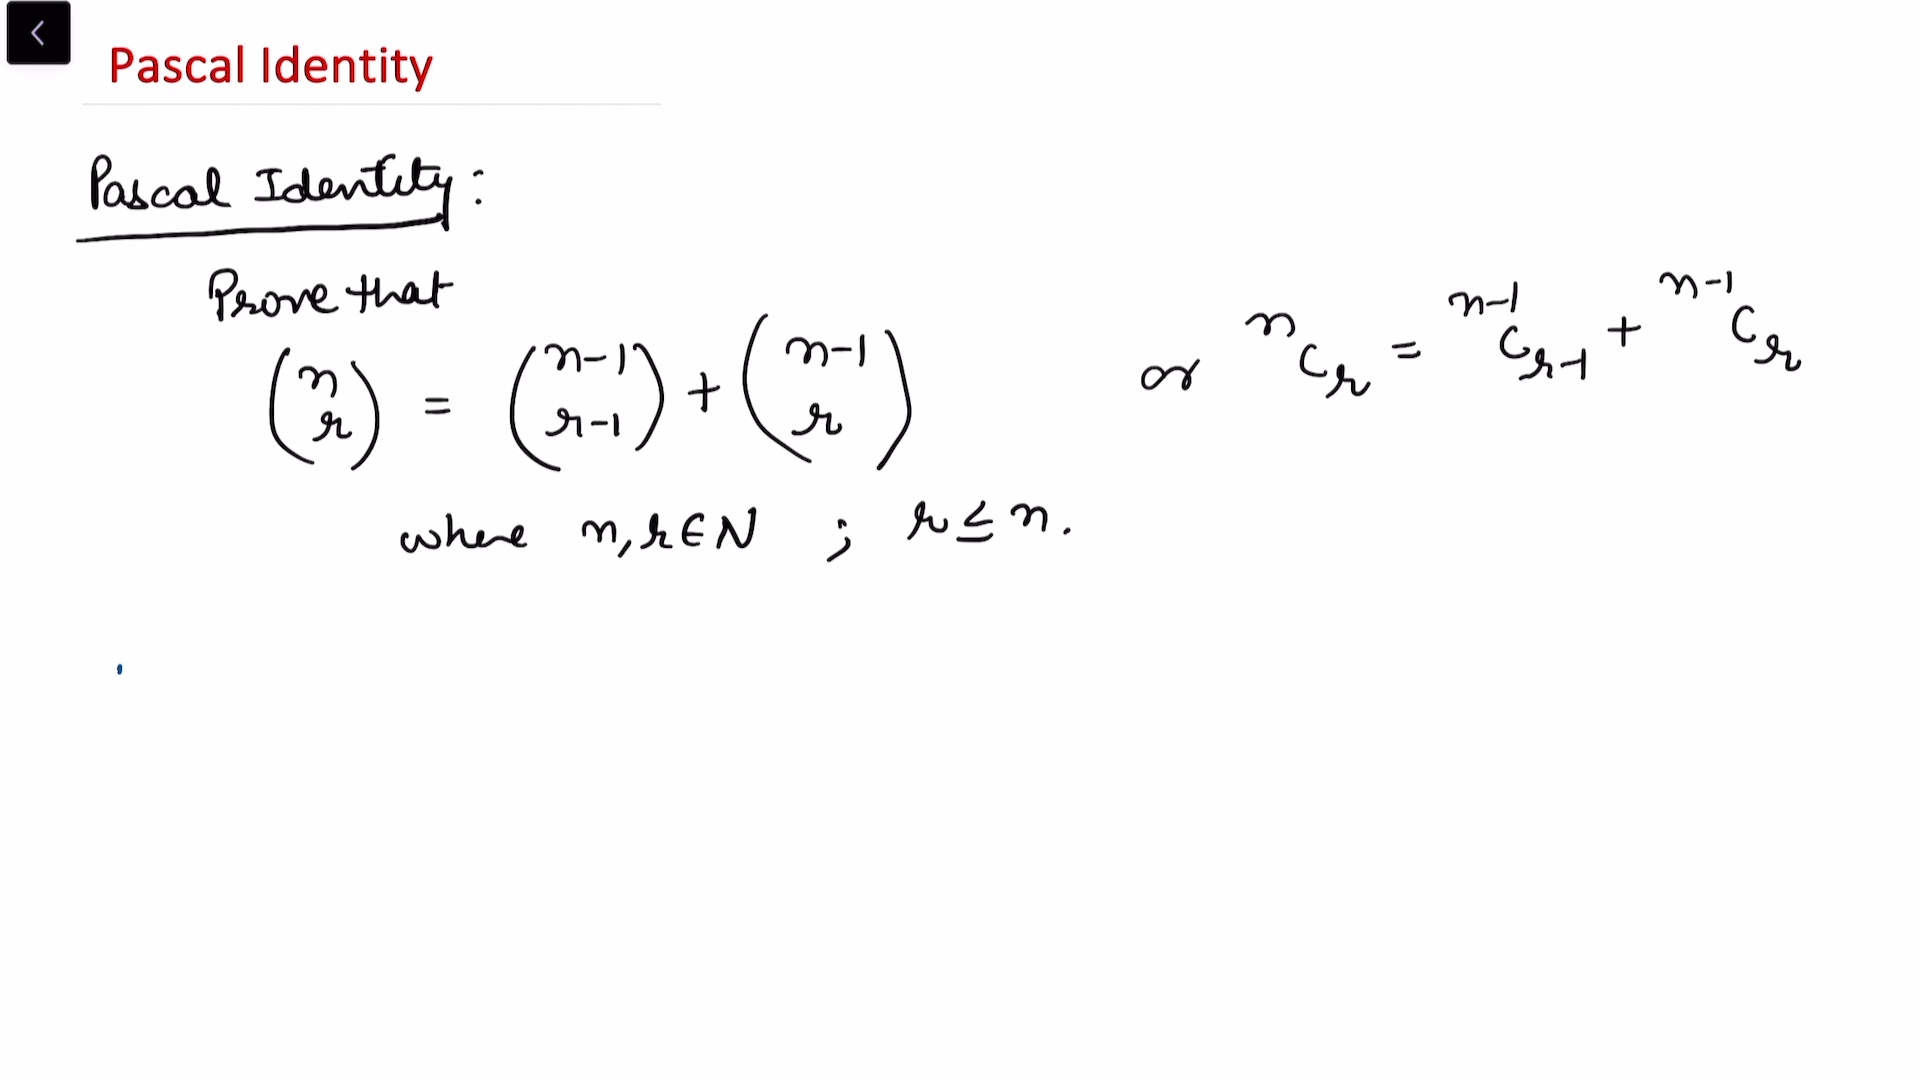 Pascal Identity
Pascal Identity :
Prove that
(n r) = (n-1 r-1) + (n-1 r) or ⁿCᵣ = ⁿ⁻¹Cᵣ₋₁ + ⁿ⁻¹Cᵣ
where n, r ∈ N ; r ≤ n.